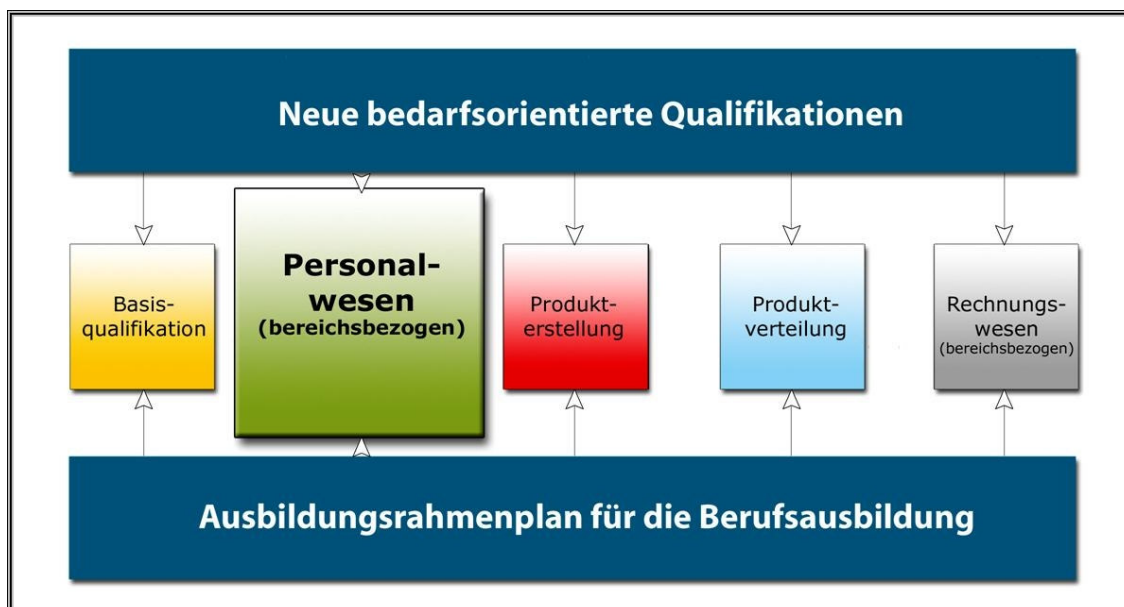 Neue bedarfsorientierte Qualifikationen
Basis-
qualifikation
Personal-
wesen
(bereichsbezogen)
Produkt-
erstellung
Produkt-
verteilung
Rechnungs-
wesen
(bereichsbezogen)
Ausbildungsrahmenplan für die Berufsausbildung